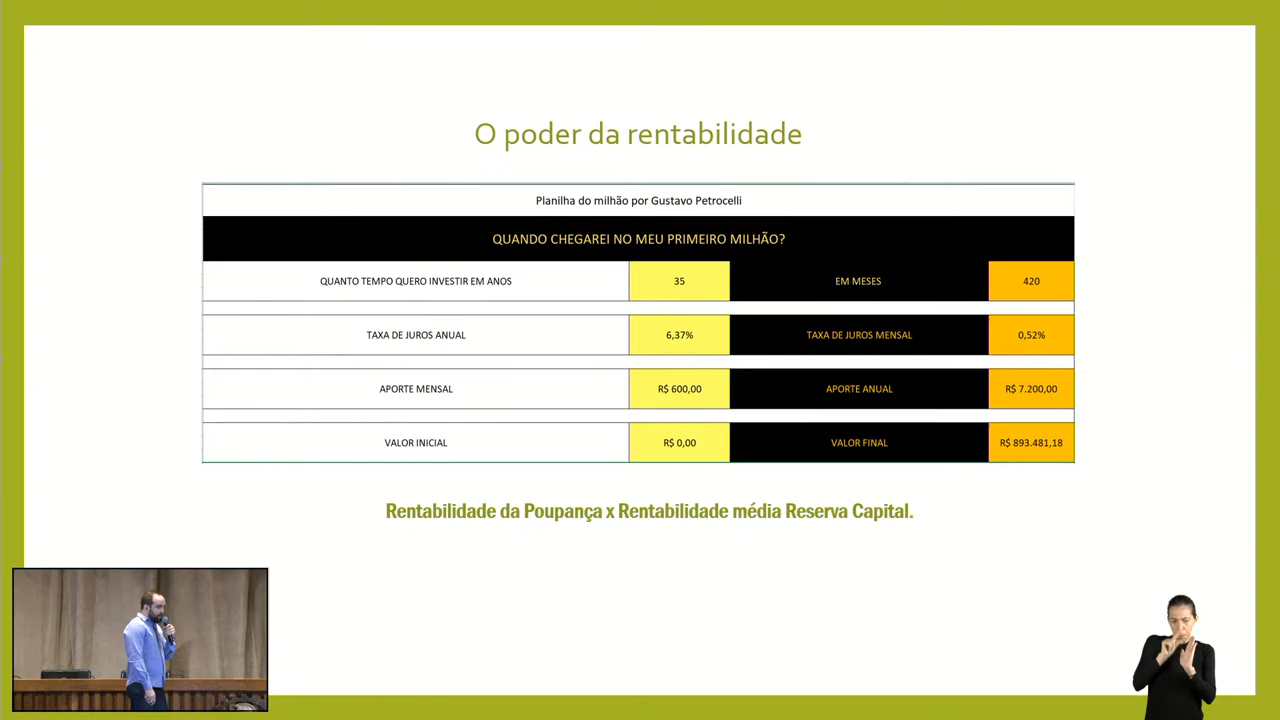 O poder da rentabilidade
Planilha do milhão por Gustavo Petrocelli
QUANDO CHEGAREI NO MEU PRIMEIRO MILHÃO?
QUANTO TEMPO QUERO INVESTIR EM ANOS 35 EM MESES 420
TAXA DE JUROS ANUAL 6,37% TAXA DE JUROS MENSAL 0,52%
APORTE MENSAL R$ 600,00 APORTE ANUAL R$ 7.200,00
VALOR INICIAL R$ 0,00 VALOR FINAL R$ 893.481,18
Rentabilidade da Poupança x Rentabilidade média Reserva Capital.